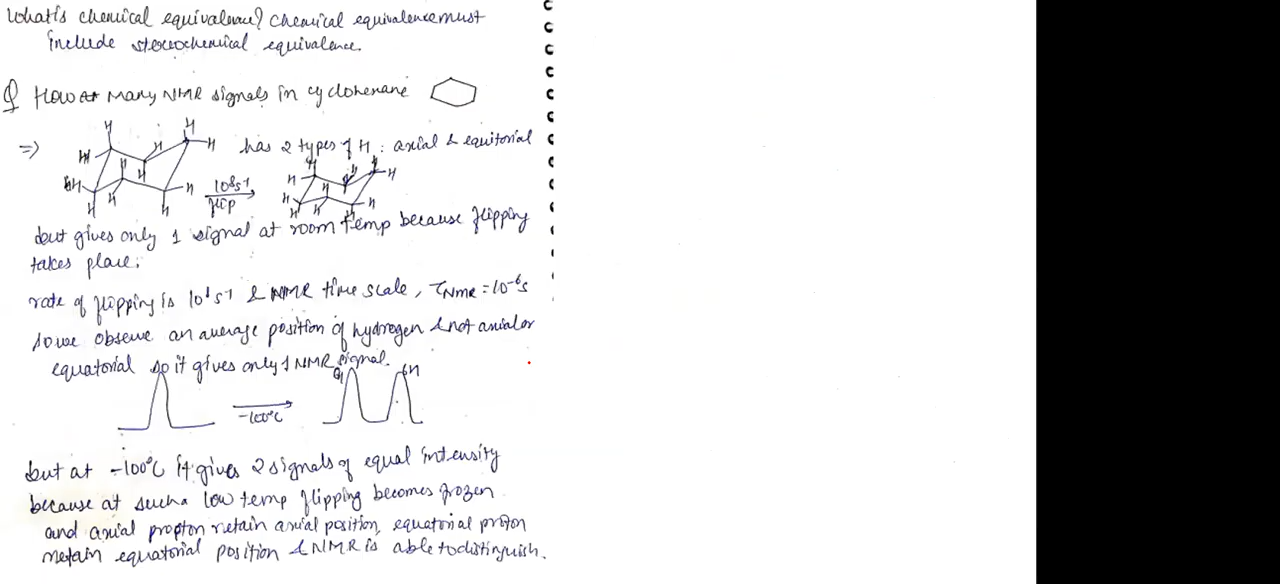 What is chemical equivalence? chemical equivalence must
include stereochemical equivalence.
Q How many NMR signals in cyclohexane
=> has 2 types of H : axial & equitorial
10⁸s⁻¹
flip
but gives only 1 signal at room temp because flipping
takes place.
rate of flipping is 10⁸s⁻¹ & NMR time scale, τNMR = 10⁻⁶s
so we observe an average position of hydrogen & not axial or
equatorial so it gives only 1 NMR signal.
6H
-100°C
but at -100°C it gives 2 signals of equal intensity
because at such a low temp flipping becomes frozen
and axial propton retain axial position, equatorial proton
retain equatorial position & NMR is able to distinguish.